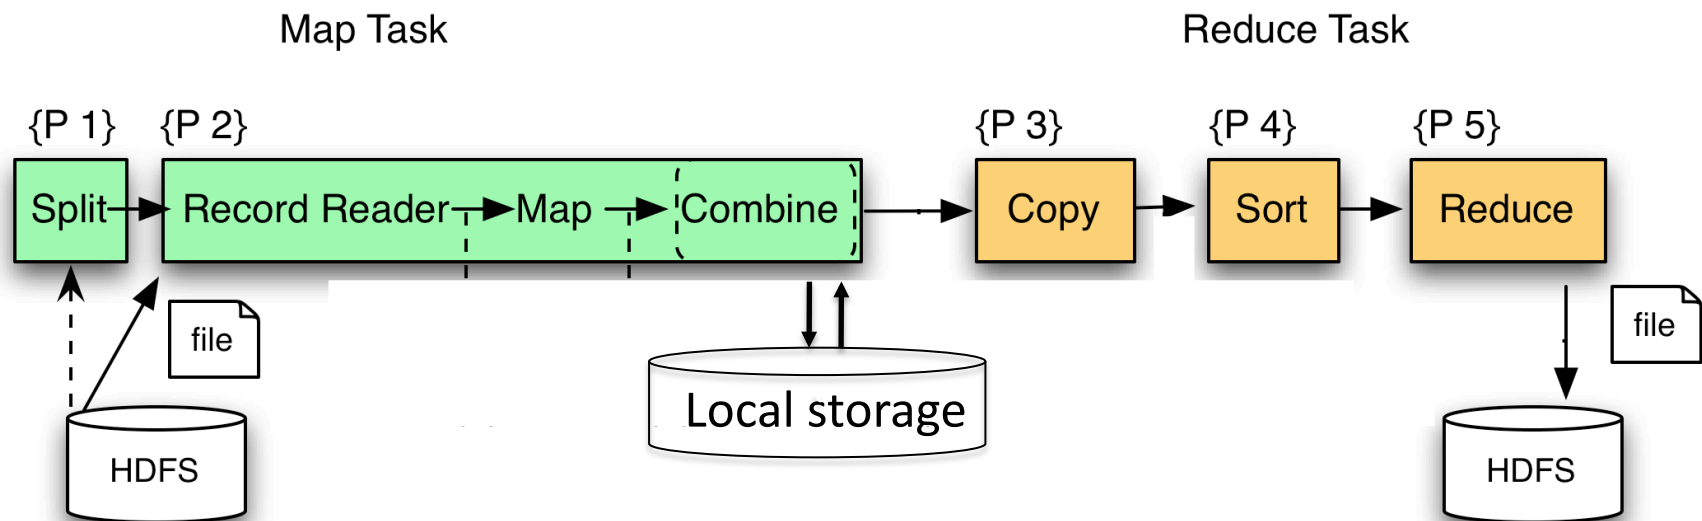 Map Task
Reduce Task
{P 1}
{P 2}
{P 3}
{P 4}
{P 5}
Split
Record Reader
Map
Combine
Copy
Sort
Reduce
file
file
Local storage
HDFS
HDFS